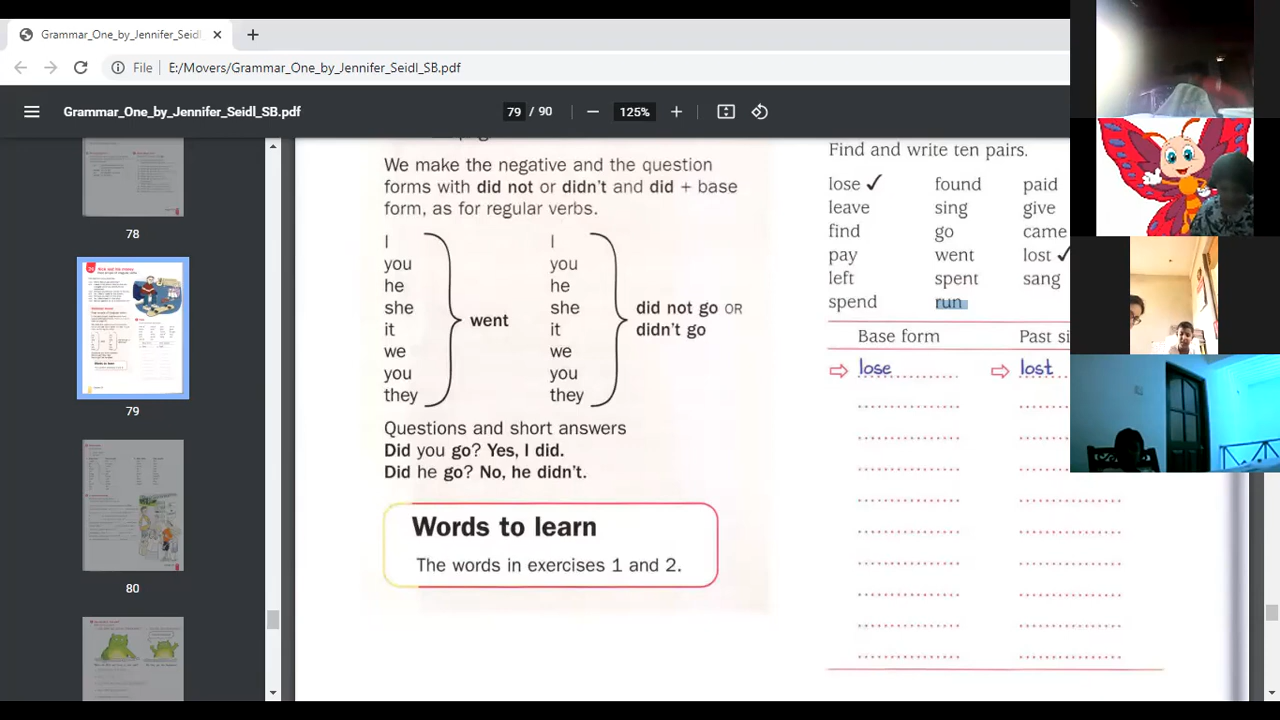 Grammar_One_by_Jennifer_Seidl
File
E:/Movers/Grammar_One_by_Jennifer_Seidl_SB.pdf
Grammar_One_by_Jennifer_Seidl_SB.pdf
79 / 90
125%
78
79
80
We make the negative and the question
forms with did not or didn't and did + base
form, as for regular verbs.
I
you
he
she
it
we
you
they
went
I
you
he
she
it
we
you
they
did not go OR
didn't go
Questions and short answers
Did you go? Yes, I did.
Did he go? No, he didn't.
Words to learn
The words in exercises 1 and 2.
Find and write ten pairs.
lose ✓ found paid
leave sing give
find go came
pay went lost ✓
left spent sang
spend run
Base form Past si
⇨ lose ⇨ lost